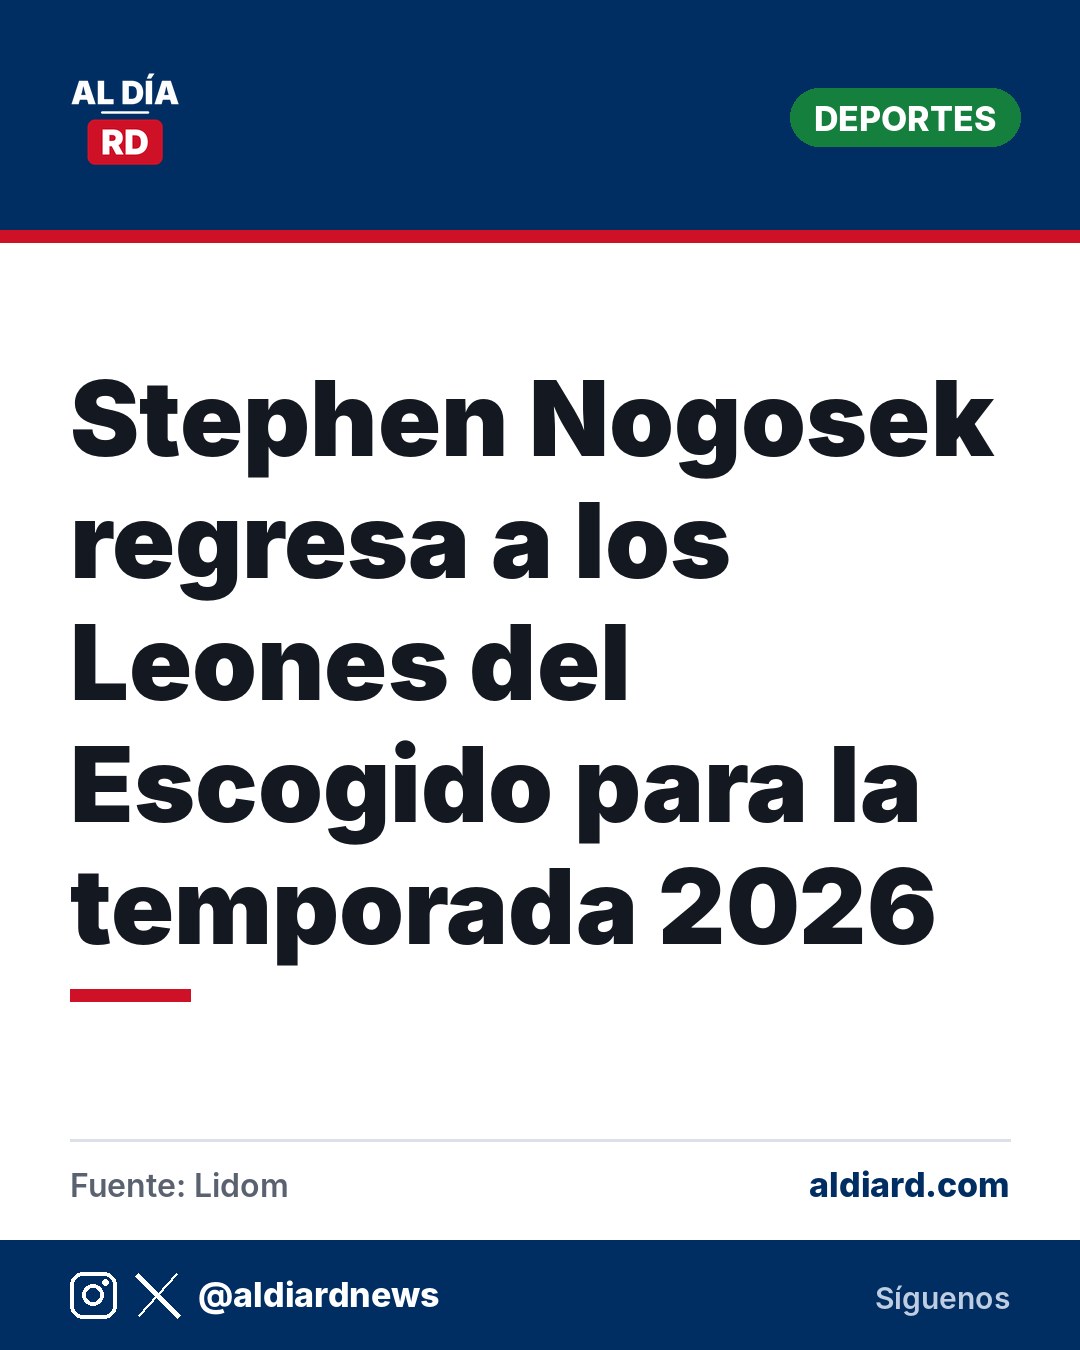 AL DÍA
RD
DEPORTES
Stephen Nogosek
regresa a los
Leones del
Escogido para la
temporada 2026
Fuente: Lidom
aldiard.com
@aldiardnews
Síguenos